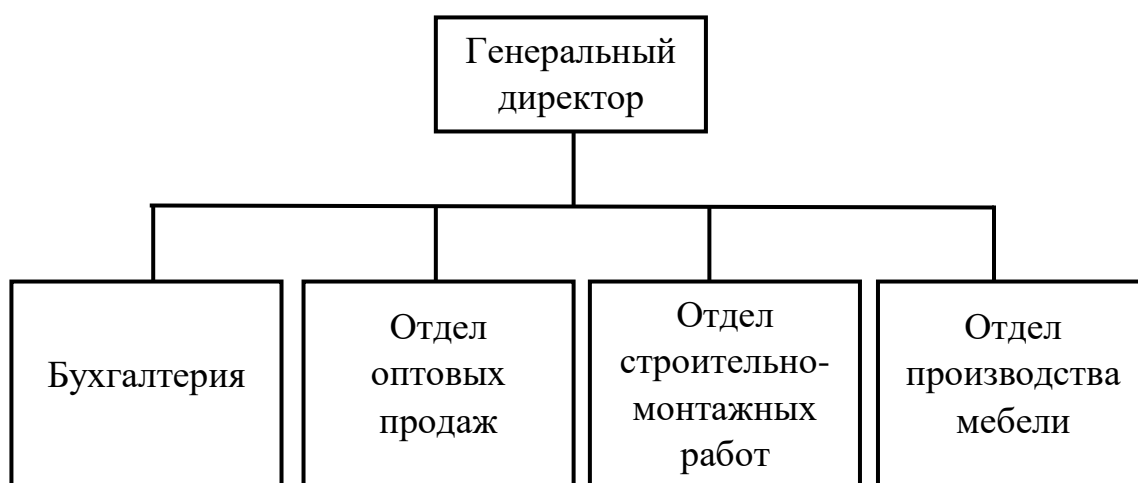 Генеральный
директор
Бухгалтерия
Отдел
оптовых
продаж
Отдел
строительно-
монтажных
работ
Отдел
производства
мебели